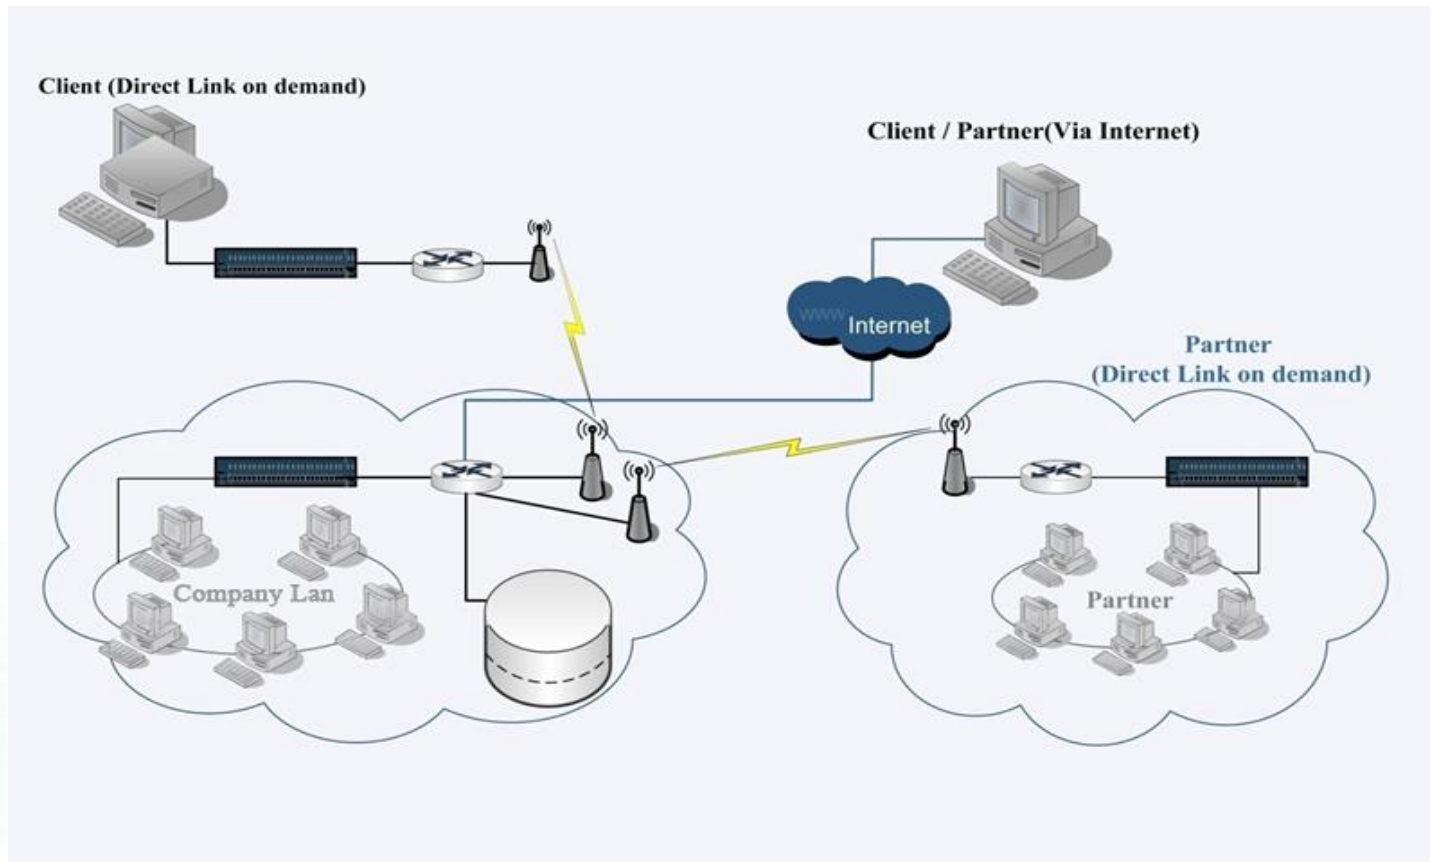 Client (Direct Link on demand)
Client / Partner(Via Internet)
www
Internet
Partner
(Direct Link on demand)
Company Lan
Partner